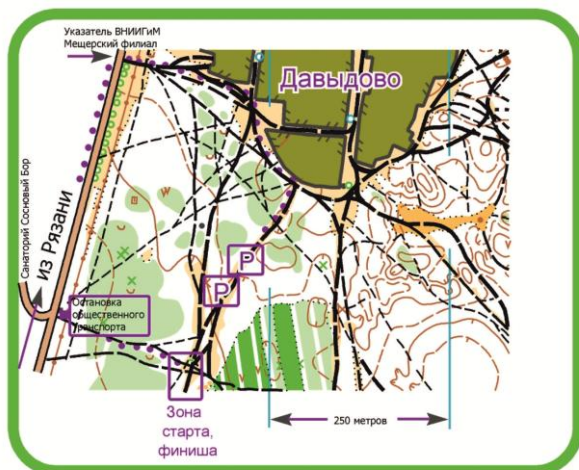 Указатель ВНИИГиМ
Мещерский филиал
Давыдово
Санаторий Сосновый Бор
из Рязани
Р
Р
Остановка
общественного
транспорта
Зона
старта,
финиша
250 метров